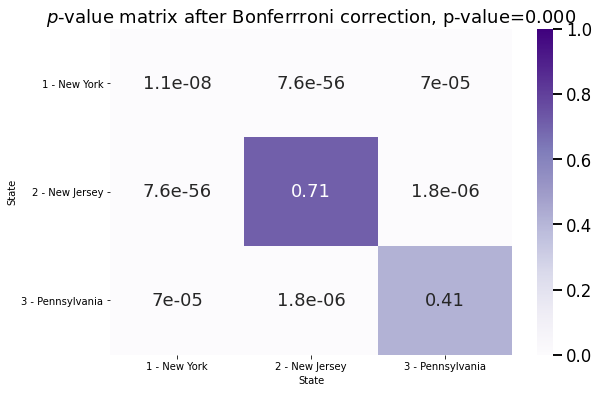 p-value matrix after Bonferrroni correction, p-value=0.000
State
1 - New York
2 - New Jersey
3 - Pennsylvania
1.1e-08 7.6e-56 7e-05
7.6e-56 0.71 1.8e-06
7e-05 1.8e-06 0.41
1 - New York 2 - New Jersey 3 - Pennsylvania
State
1.0
0.8
0.6
0.4
0.2
0.0